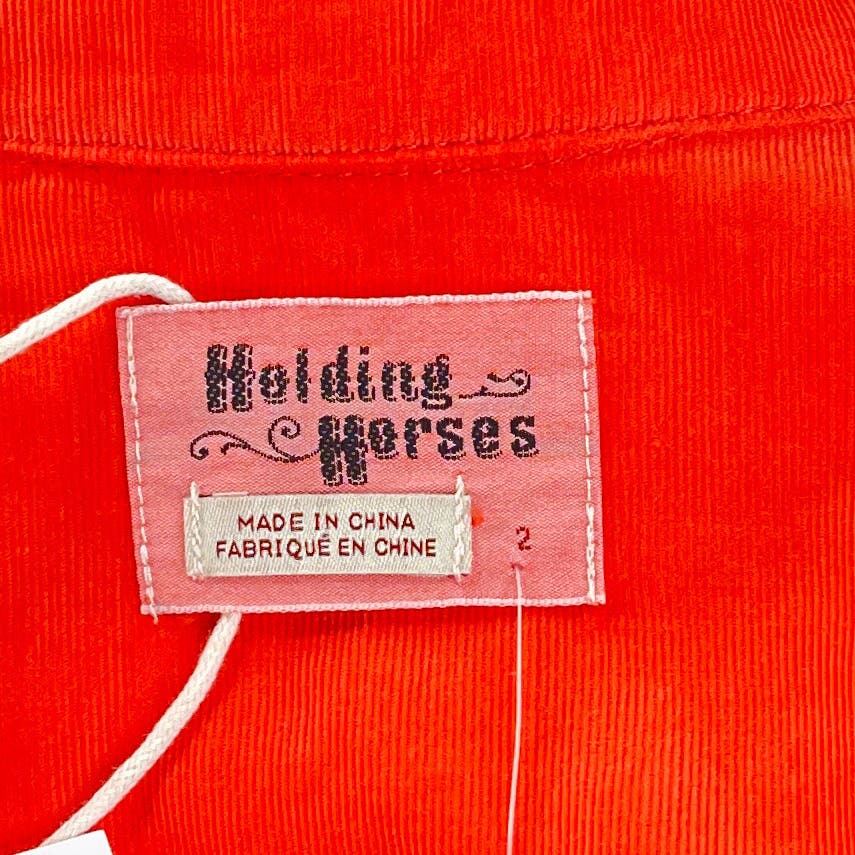 Holding
Horses
MADE IN CHINA
FABRIQUÉ EN CHINE
2